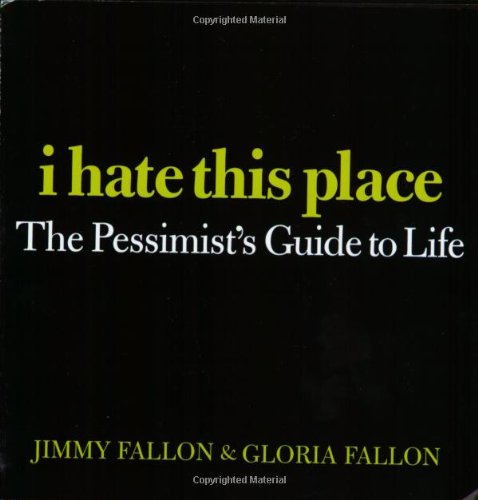 Copyrighted Material
i hate this place
The Pessimist's Guide to Life
JIMMY FALLON & GLORIA FALLON
Copyrighted Material